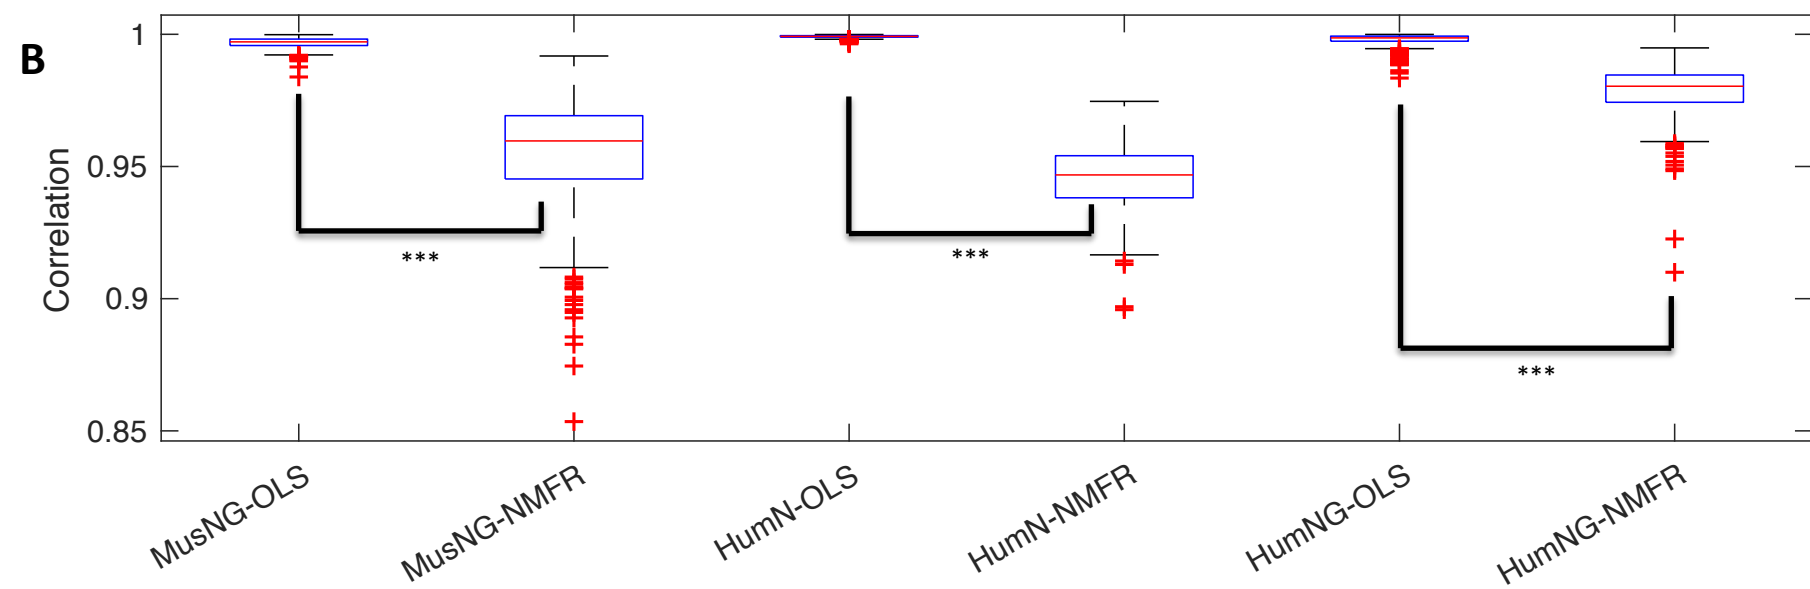 B
Correlation
1
0.95
0.9
0.85
***
***
***
MusNG-OLS
MusNG-NMFR
HumN-OLS
HumN-NMFR
HumNG-OLS
HumNG-NMFR